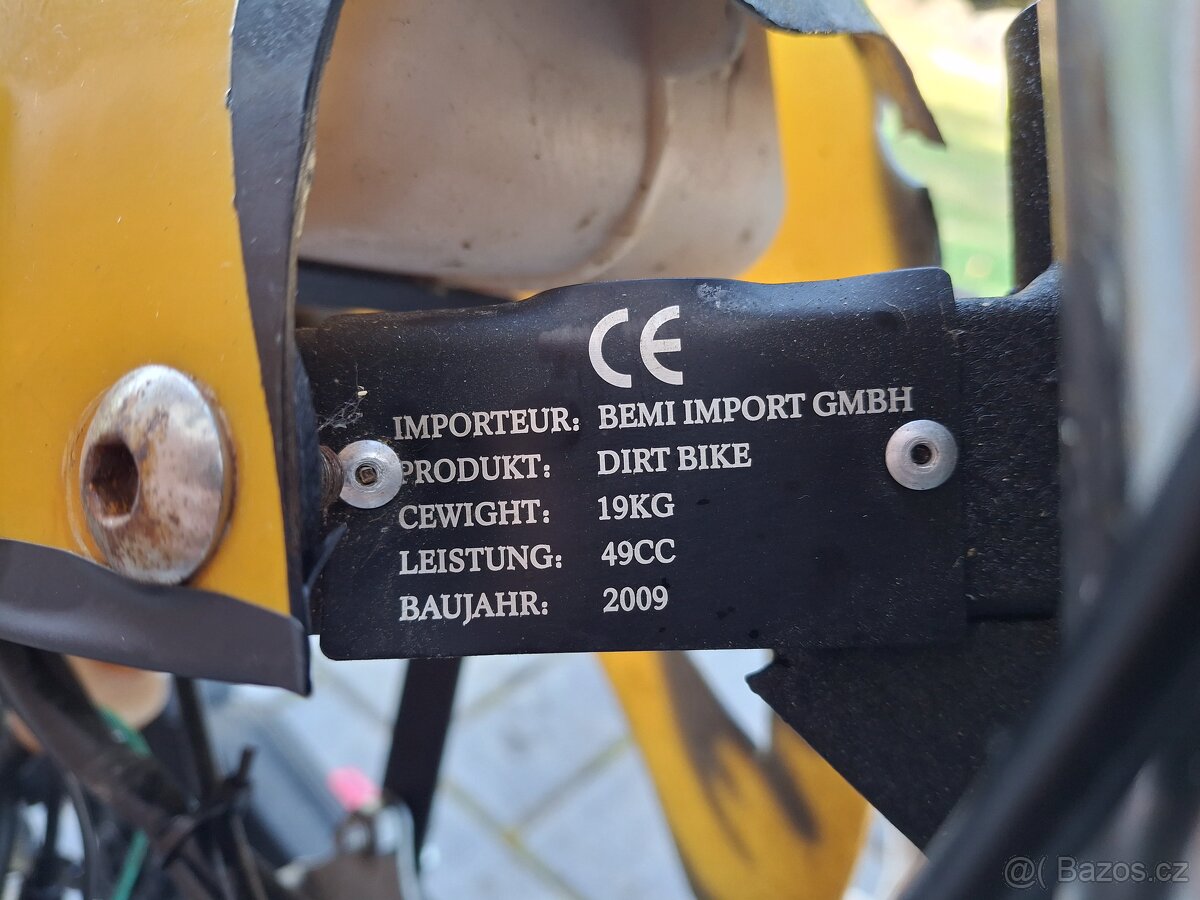 CE
IMPORTEUR: BEMI IMPORT GMBH
PRODUKT: DIRT BIKE
CEWIGHT: 19KG
LEISTUNG: 49CC
BAUJAHR: 2009
@( Bazos.cz